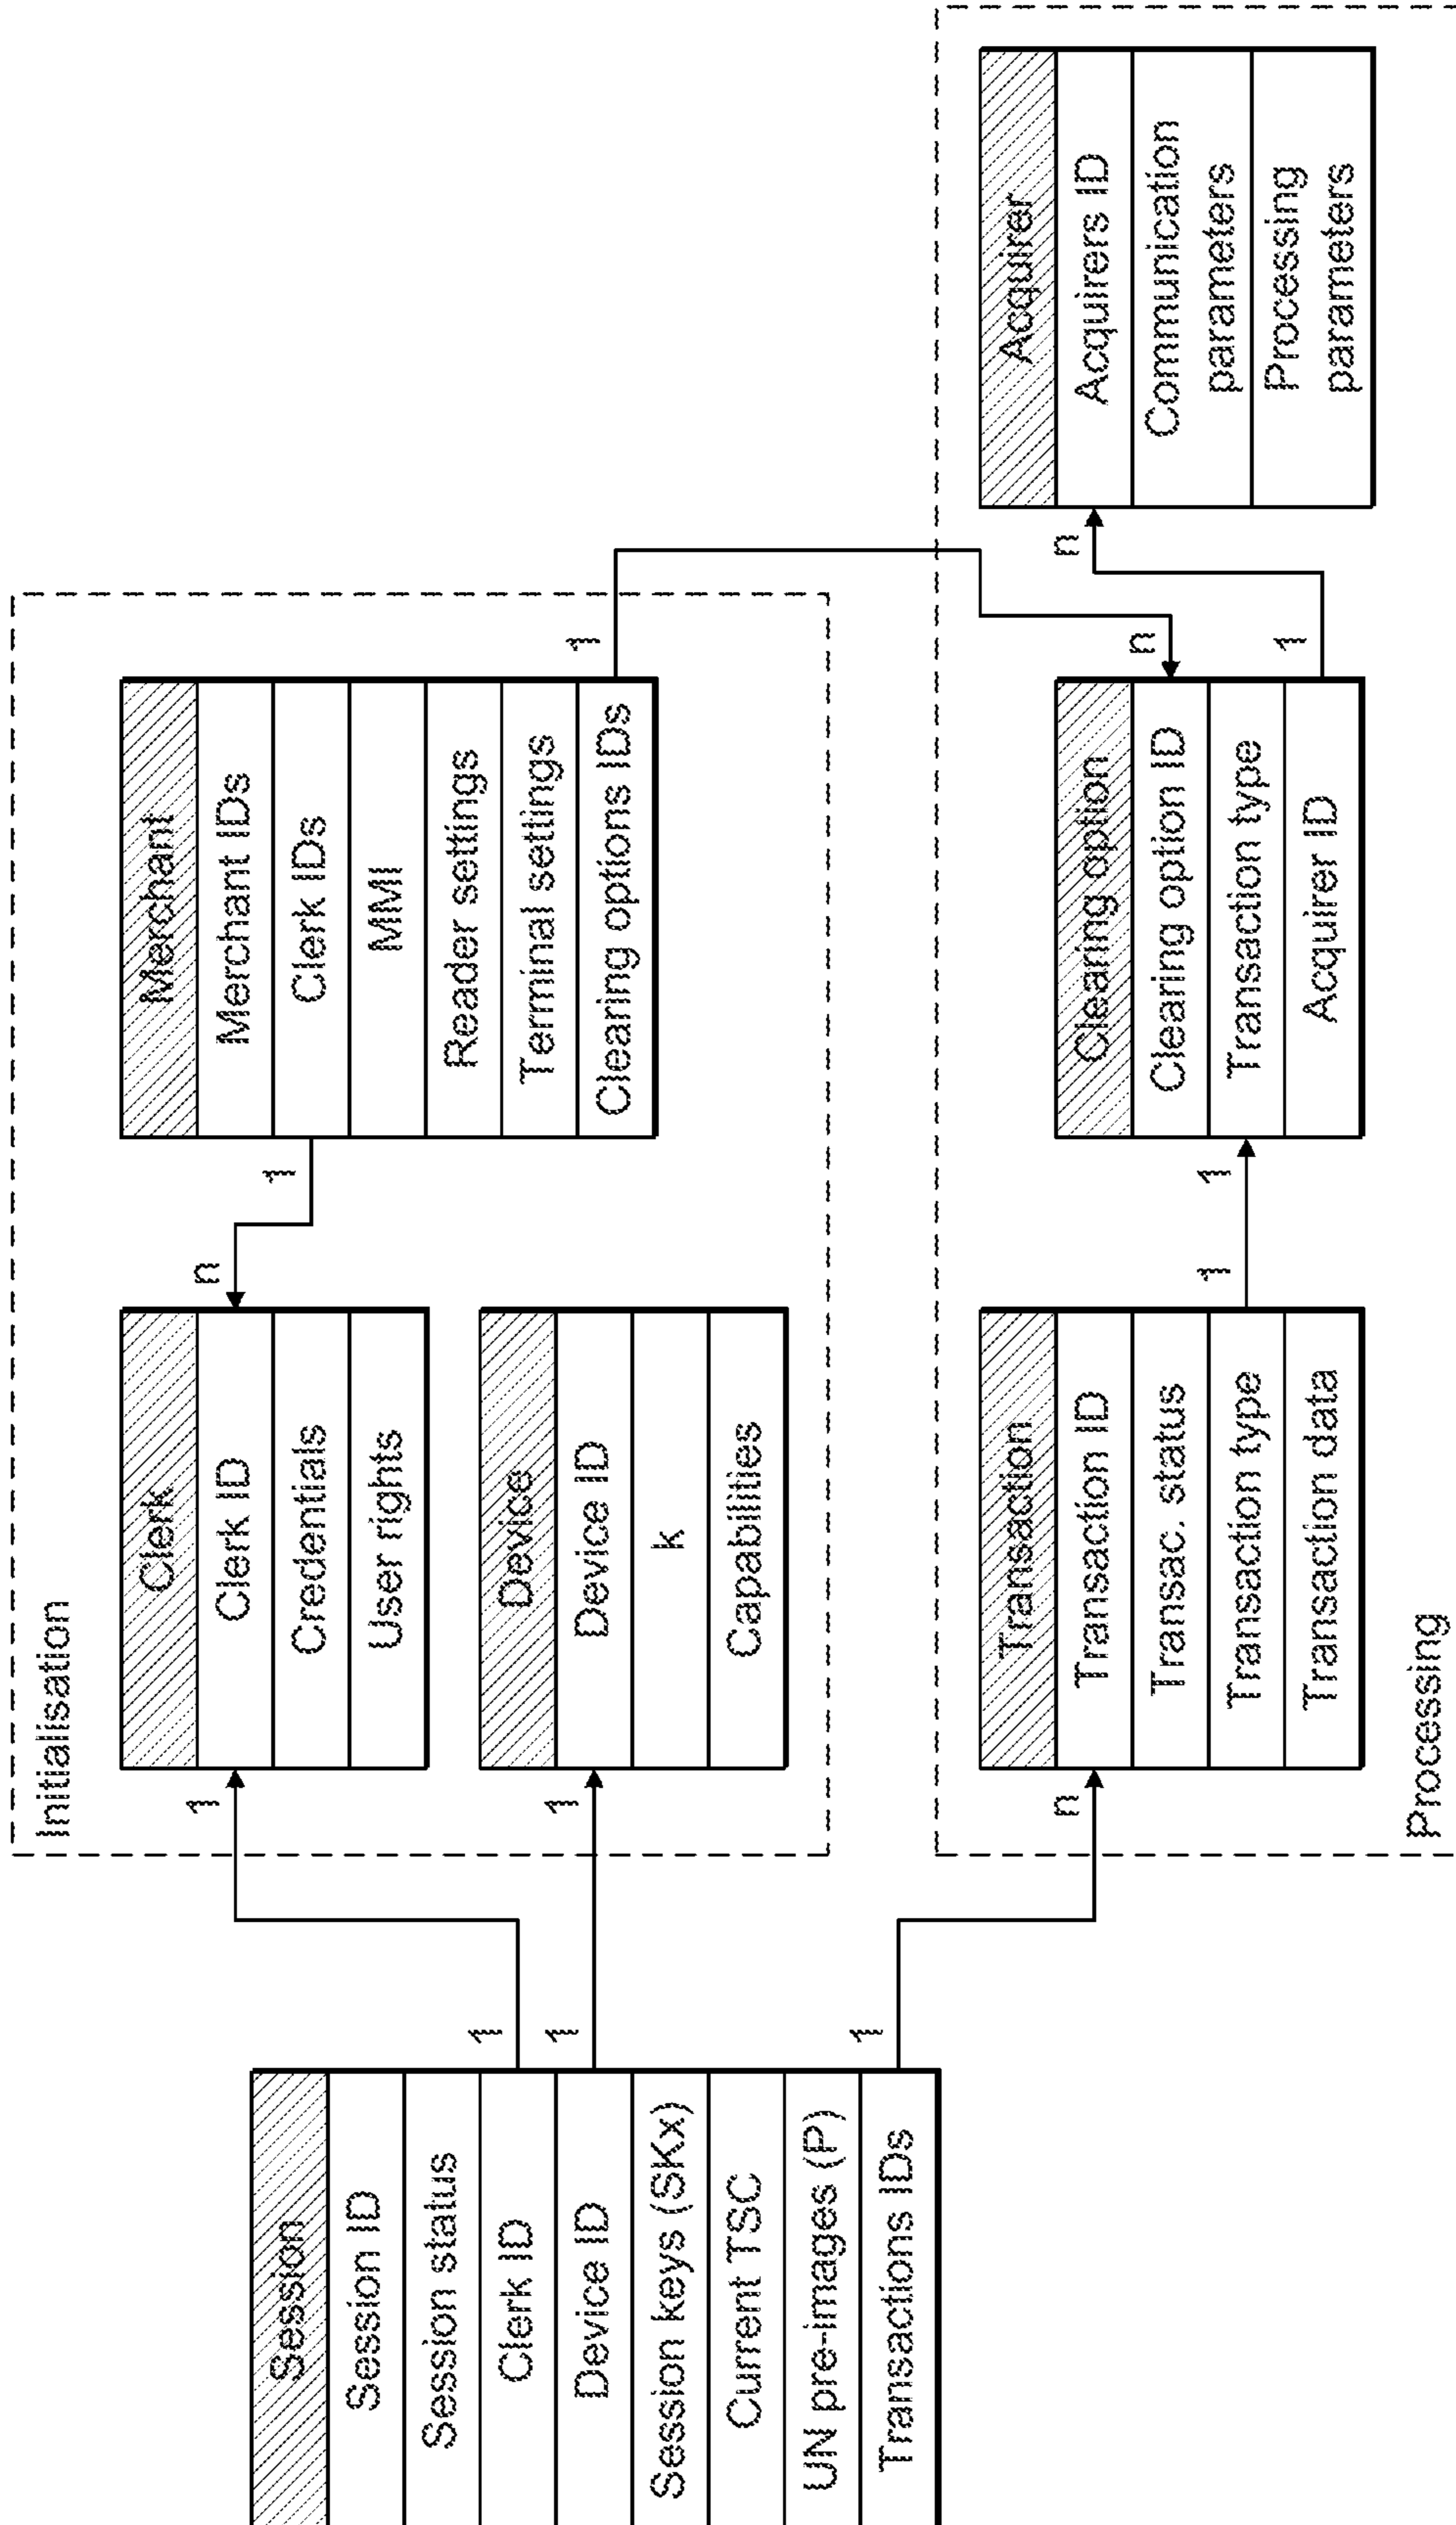 Initialisation
Session
Session ID
Session status
Clerk ID
Device ID
Session keys (SKx)
Current TSC
UN pre-images (P)
Transactions IDs
1
1
1
1
1
n
Clerk
Clerk ID
Credentials
User rights
Device
Device ID
k
Capabilities
n
1
Merchant
Merchant IDs
Clerk IDs
MMI
Reader settings
Terminal settings
Clearing options IDs
1
Transaction
Transaction ID
Transac. status
Transaction type
Transaction data
1
1
n
Clearing option
Clearing option ID
Transaction type
Acquirer ID
1
n
Acquirer
Acquirers ID
Communication
parameters
Processing
parameters
Processing